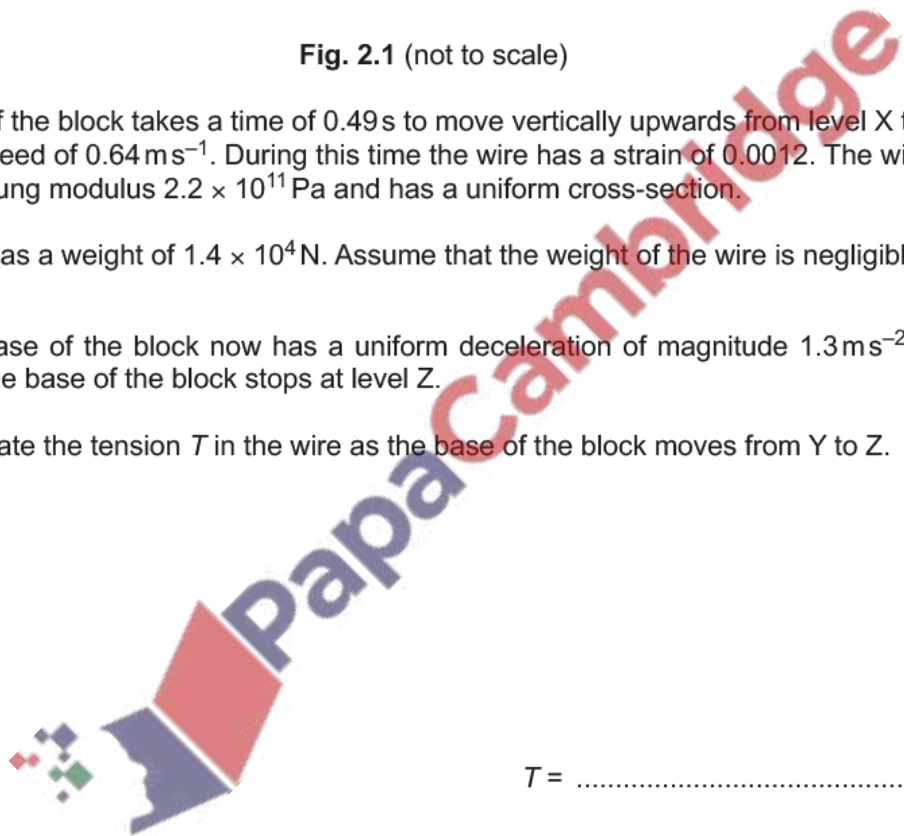 Fig. 2.1 (not to scale)
f the block takes a time of 0.49 s to move vertically upwards from level X t
eed of 0.64 m s⁻¹. During this time the wire has a strain of 0.0012. The wi
ung modulus 2.2 × 10¹¹ Pa and has a uniform cross-section.
as a weight of 1.4 × 10⁴ N. Assume that the weight of the wire is negligibl
ase of the block now has a uniform deceleration of magnitude 1.3 m s⁻²
e base of the block stops at level Z.
ate the tension T in the wire as the base of the block moves from Y to Z.
PapaCambridge
T = ........................................